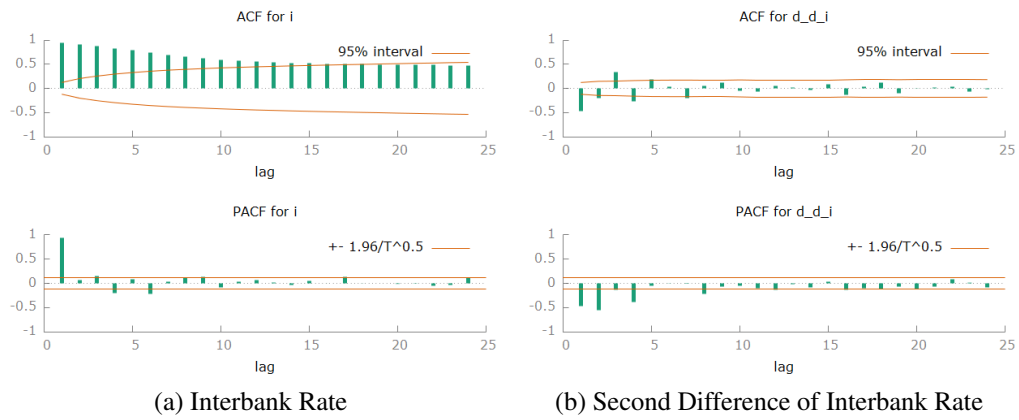 ACF for i
1
0.5
0
-0.5
-1
0 5 10 15 20 25
lag
95% interval
PACF for i
1
0.5
0
-0.5
-1
0 5 10 15 20 25
lag
+- 1.96/T^0.5
(a) Interbank Rate
ACF for d_d_i
1
0.5
0
-0.5
-1
0 5 10 15 20 25
lag
95% interval
PACF for d_d_i
1
0.5
0
-0.5
-1
0 5 10 15 20 25
lag
+- 1.96/T^0.5
(b) Second Difference of Interbank Rate